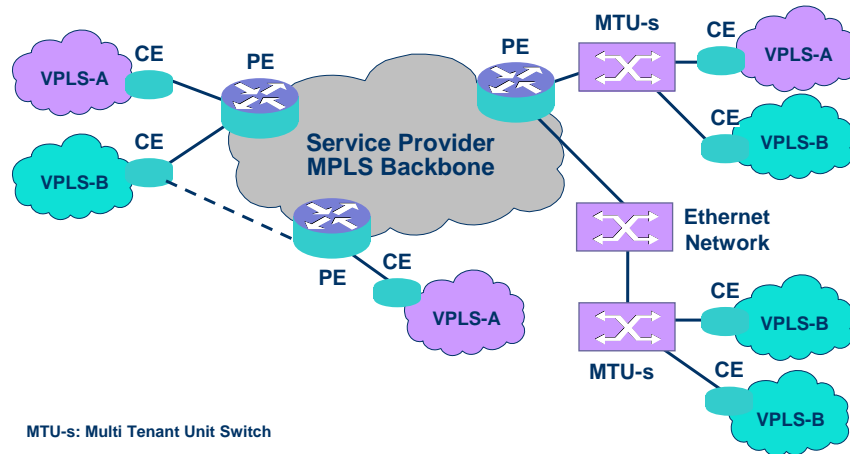 MTU-s
CE
CE
PE
PE
VPLS-A
VPLS-A
CE
CE
Service Provider
MPLS Backbone
VPLS-B
VPLS-B
Ethernet
Network
PE
CE
CE
VPLS-A
VPLS-B
MTU-s
CE
VPLS-B
MTU-s: Multi Tenant Unit Switch